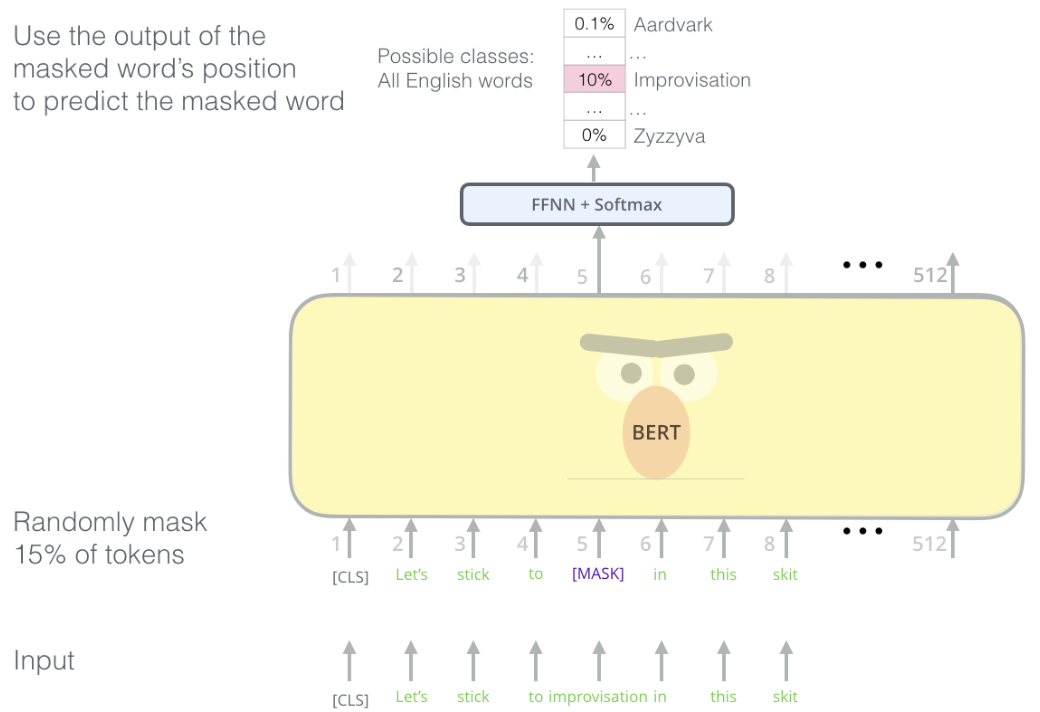 Use the output of the
masked word's position
to predict the masked word
Possible classes:
All English words
0.1% Aardvark
... ...
10% Improvisation
... ...
0% Zyzzyva
FFNN + Softmax
1 2 3 4 5 6 7 8 ... 512
BERT
Randomly mask
15% of tokens
1 2 3 4 5 6 7 8 ... 512
[CLS] Let's stick to [MASK] in this skit
Input
[CLS] Let's stick to improvisation in this skit